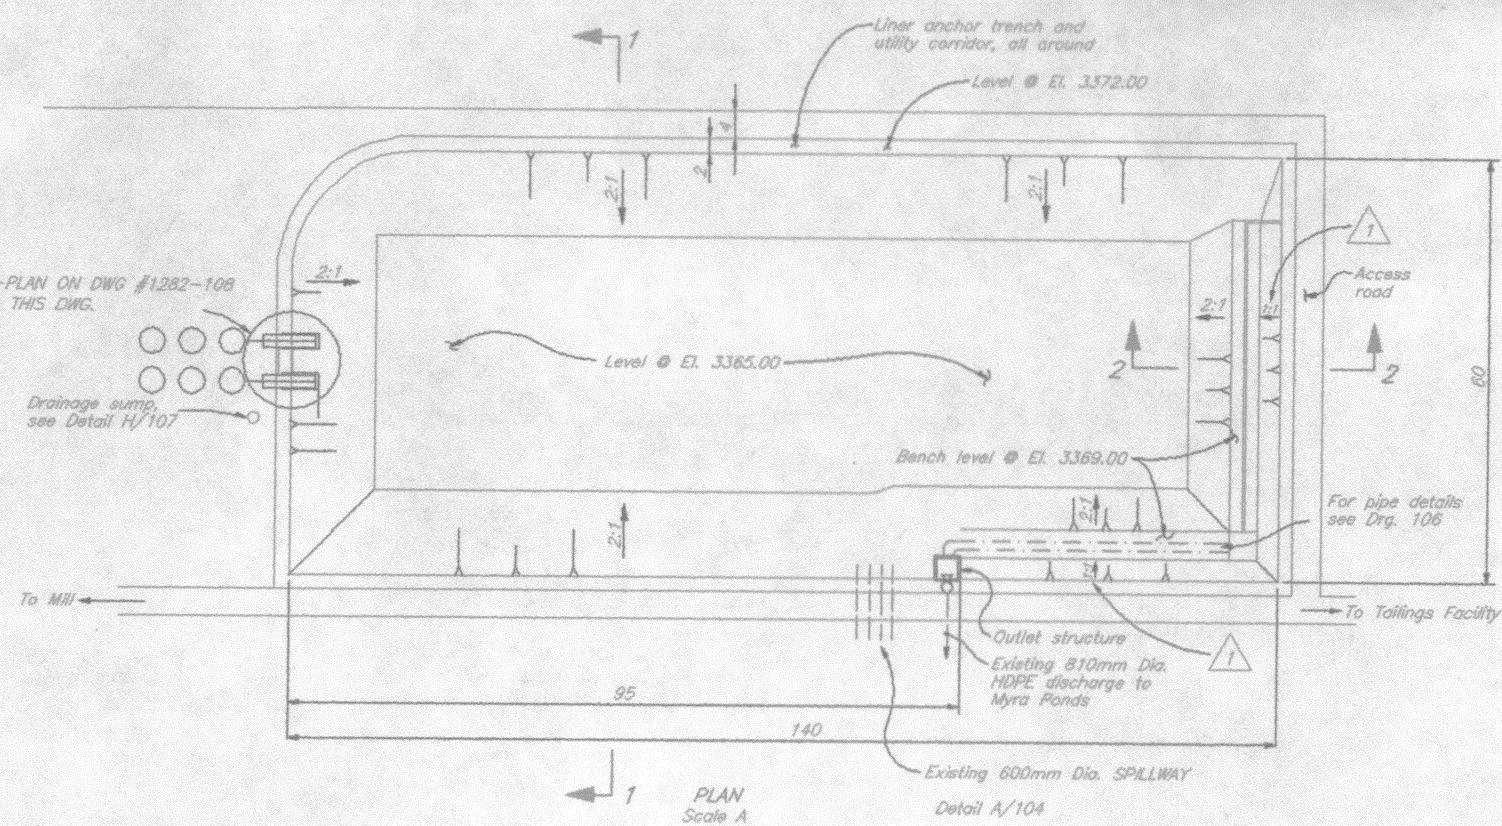 1
Liner anchor trench and
utility corridor, all around
Level @ El. 3372.00
4
2
2:1
2:1
1
2:1
-PLAN ON DWG #1282-108
THIS DWG.
Access
road
2:1
Level @ El. 3365.00
2
2
60
Drainage sump,
see Detail H/107
Bench level @ El. 3369.00
For pipe details
see Drg. 106
2:1
2:1
To Mill
To Tailings Facility
Outlet structure
1
Existing 810mm Dia.
HDPE discharge to
Myra Ponds
95
140
Existing 600mm Dia. SPILLWAY
1
PLAN
Scale A
Detail A/104